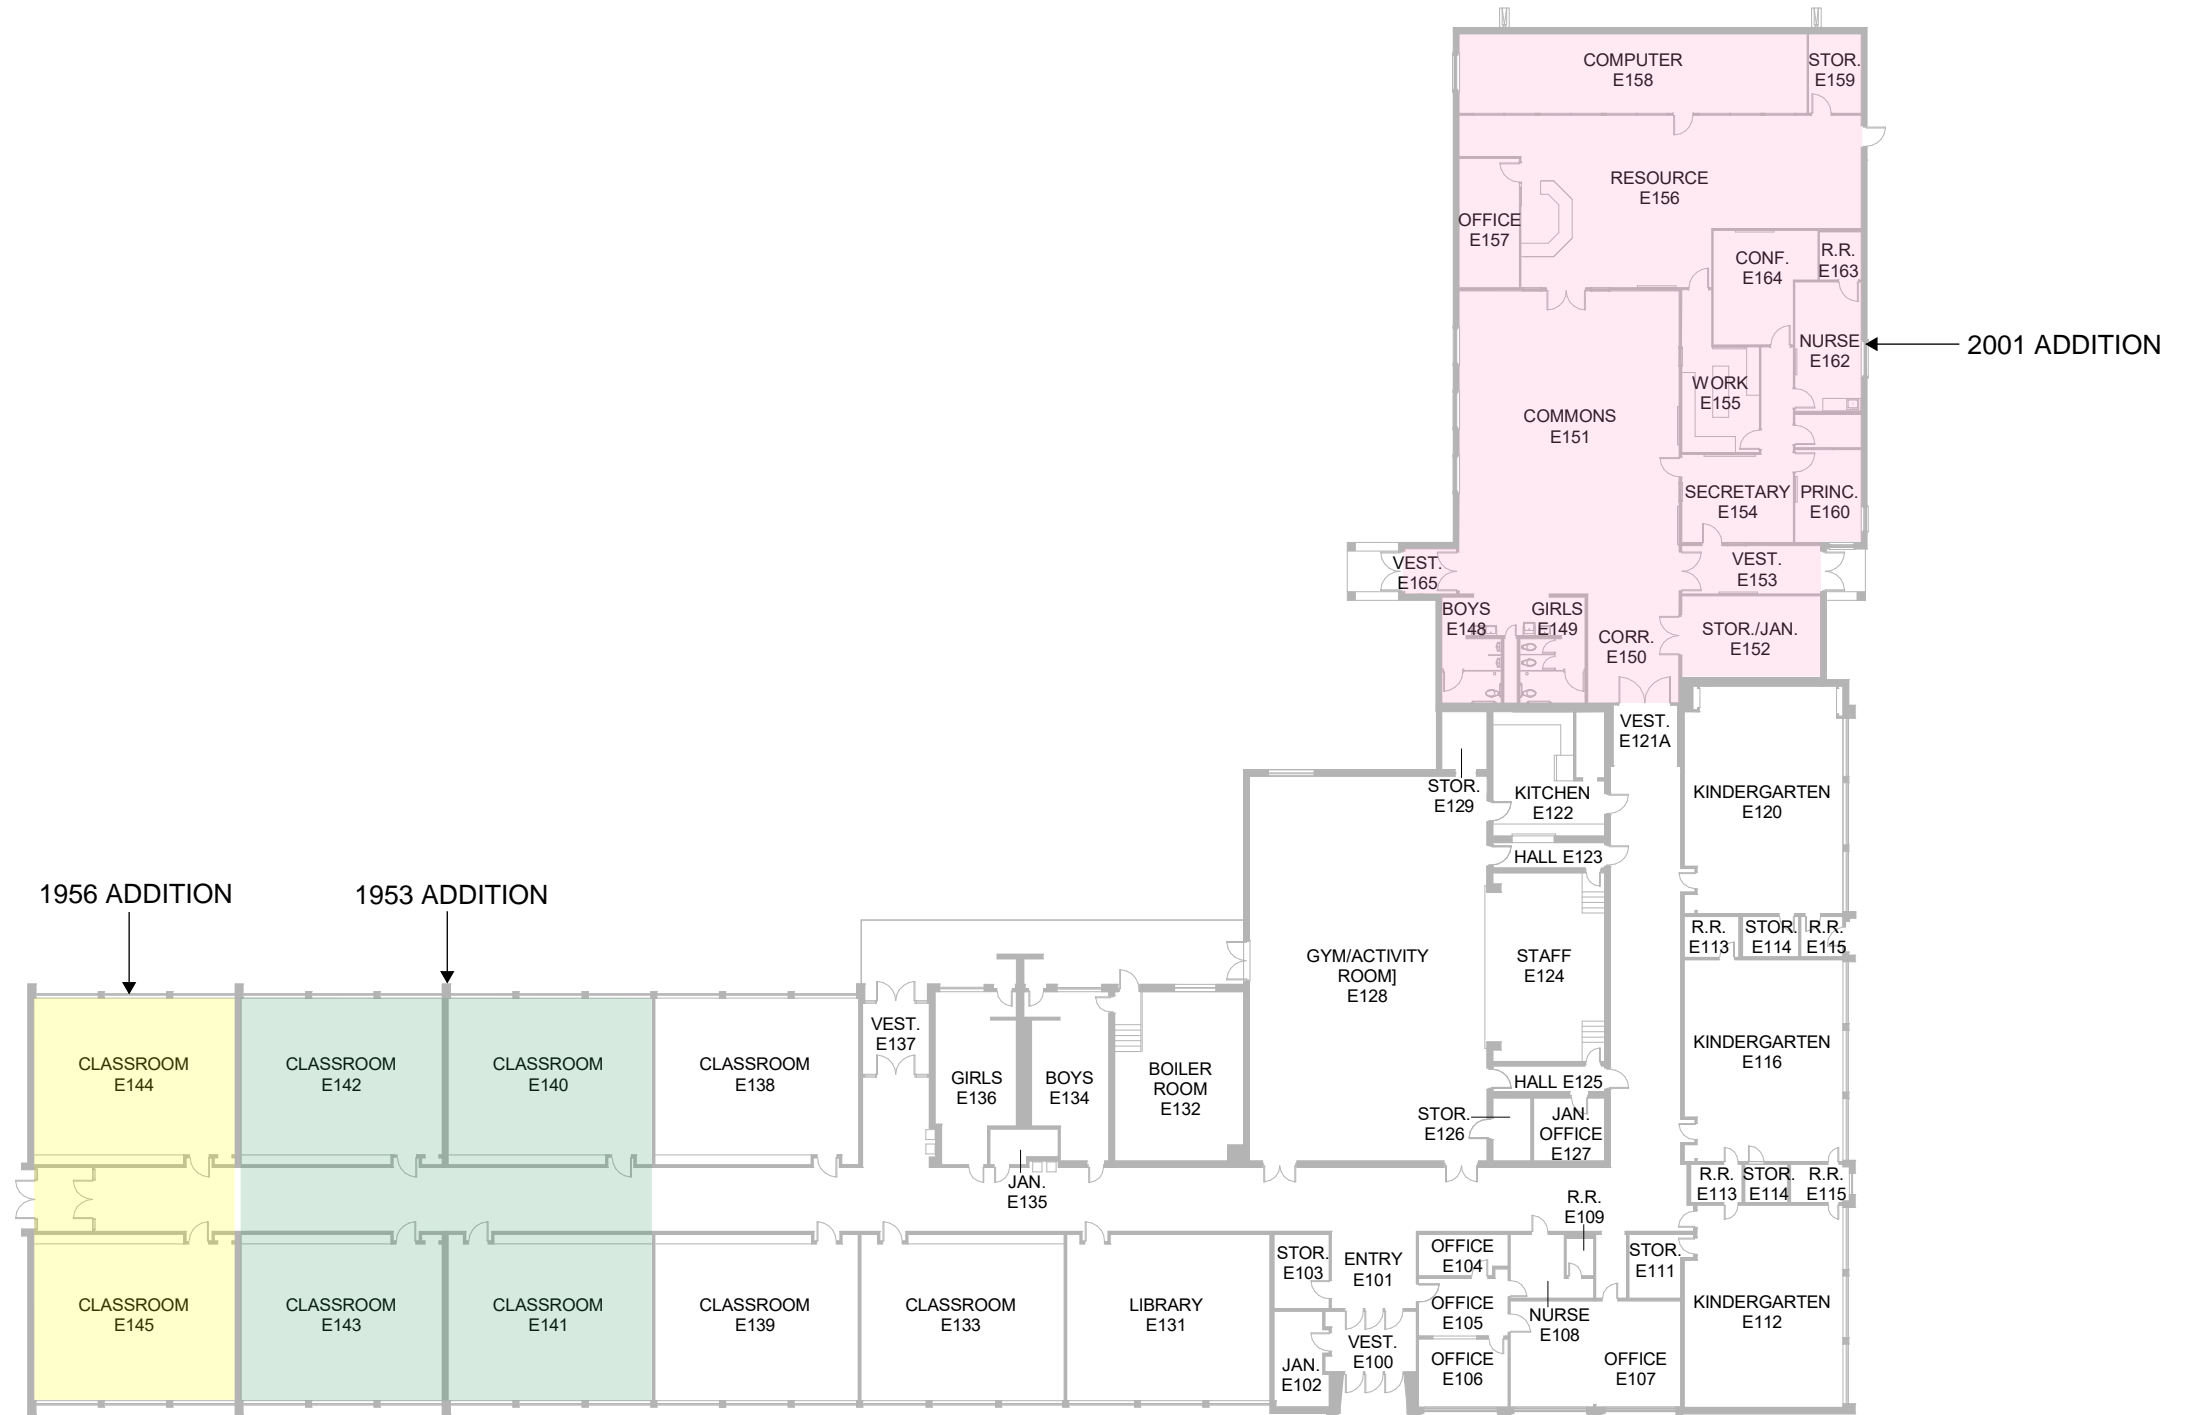 COMPUTER
E158
STOR.
E159
RESOURCE
E156
OFFICE
E157
CONF.
E164
R.R.
E163
NURSE
E162
2001 ADDITION
WORK
E155
COMMONS
E151
SECRETARY
E154
PRINC.
E160
VEST.
E165
VEST.
E153
BOYS
E148
GIRLS
E149
CORR.
E150
STOR./JAN.
E152
VEST.
E121A
STOR.
E129
KITCHEN
E122
KINDERGARTEN
E120
HALL E123
1956 ADDITION
1953 ADDITION
GYM/ACTIVITY
ROOM]
E128
STAFF
E124
R.R.
E113
STOR.
E114
R.R.
E115
CLASSROOM
E144
CLASSROOM
E142
CLASSROOM
E140
CLASSROOM
E138
VEST.
E137
GIRLS
E136
BOYS
E134
BOILER
ROOM
E132
KINDERGARTEN
E116
HALL E125
STOR.
E126
JAN.
OFFICE
E127
JAN.
E135
R.R.
E109
R.R.
E113
STOR.
E114
R.R.
E115
CLASSROOM
E145
CLASSROOM
E143
CLASSROOM
E141
CLASSROOM
E139
CLASSROOM
E133
LIBRARY
E131
STOR.
E103
ENTRY
E101
OFFICE
E104
STOR.
E111
OFFICE
E105
NURSE
E108
KINDERGARTEN
E112
JAN.
E102
VEST.
E100
OFFICE
E106
OFFICE
E107